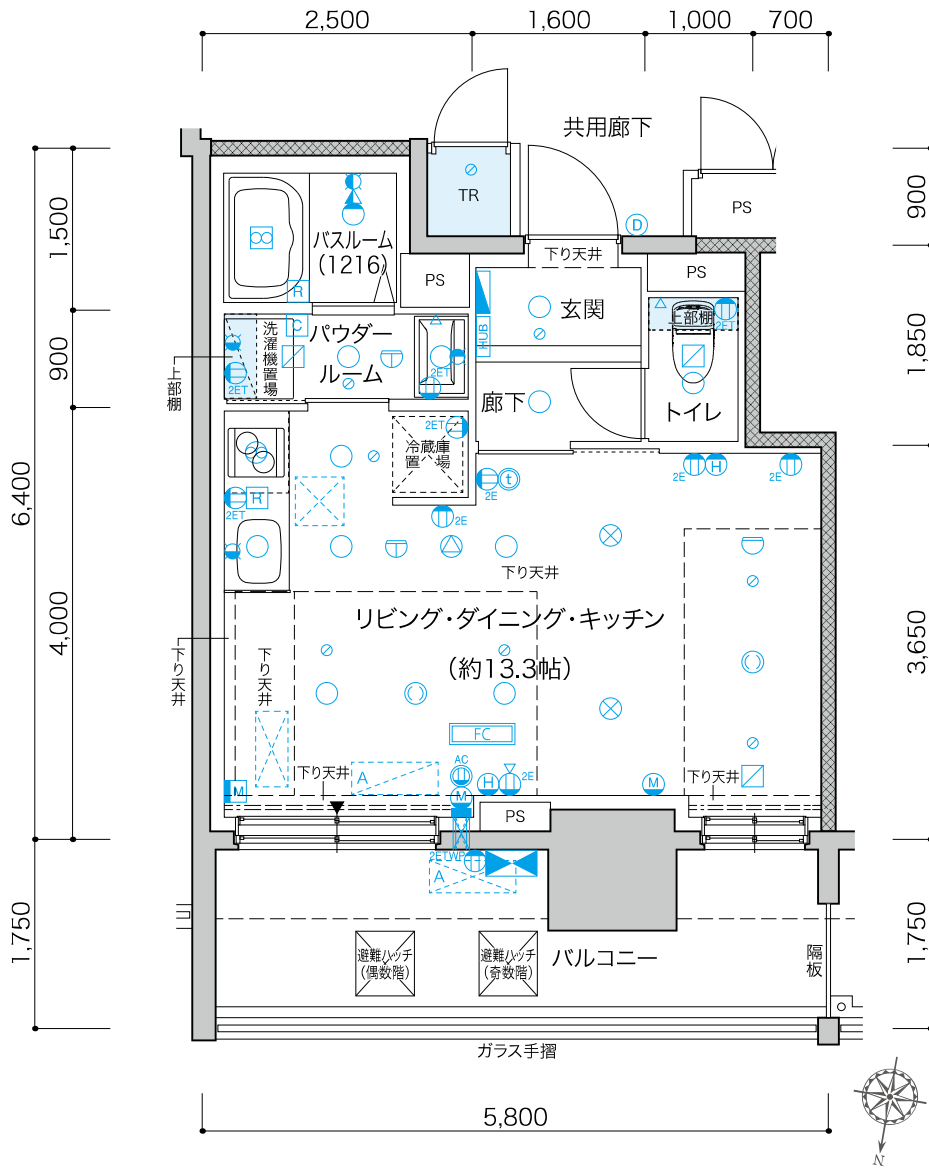 2,500
1,600
1,000
700
共用廊下
TR
PS
D
下り天井
バスルーム
(1216)
PS
PS
R
玄関
HUB
上部棚
2ET
C
洗濯機置場
パウダー
ルーム
2ET
2ET
上部棚
廊下
トイレ
2ET
冷蔵庫
置場
2E
t
2E
H
2E
R
2ET
2E
下り天井
リビング・ダイニング・キッチン
(約13.3帖)
下り天井
下り天井
FC
AC
下り天井
A
H
2E
M
下り天井
M
M
PS
2ET
WP
A
避難ハッチ
(偶数階)
避難ハッチ
(奇数階)
バルコニー
隔板
ガラス手摺
1,500
900
6,400
4,000
1,750
900
1,850
3,650
1,750
5,800
N